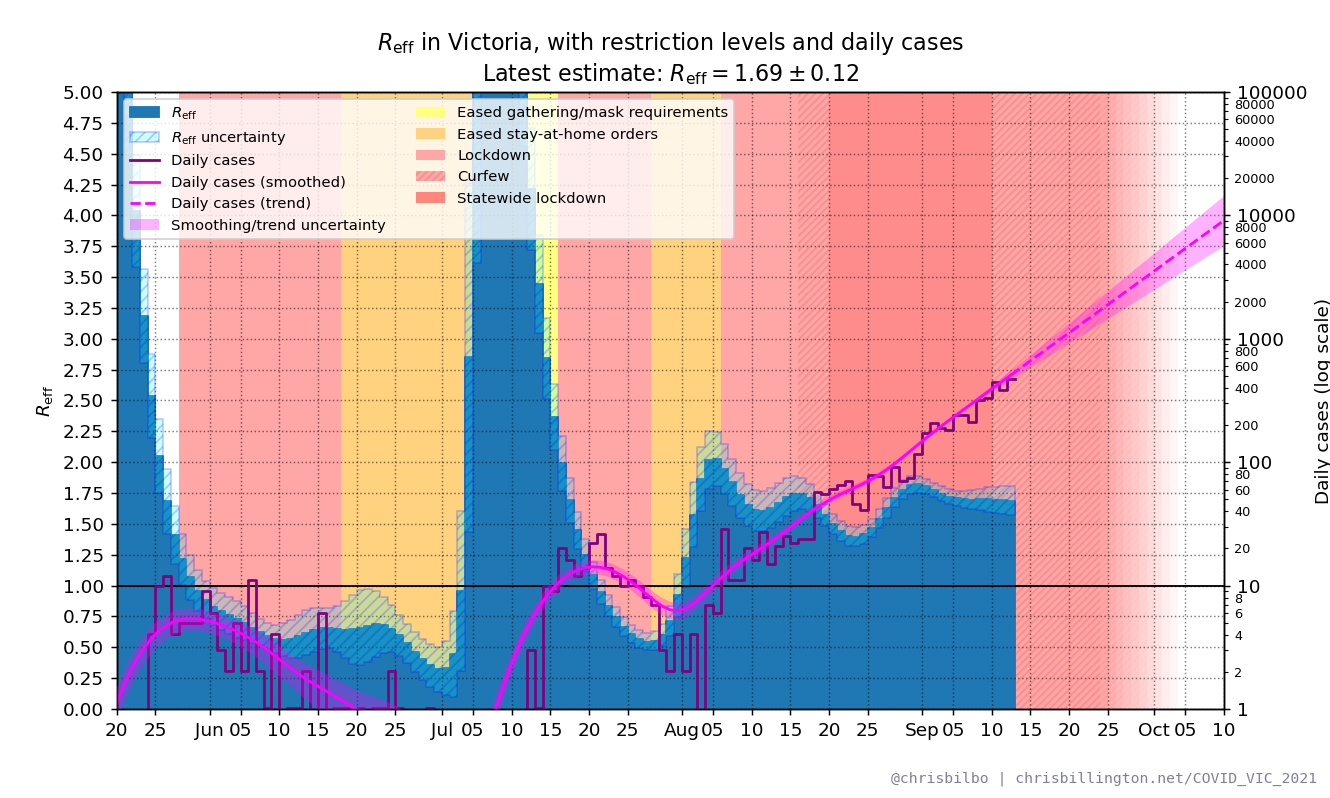 R_eff in Victoria, with restriction levels and daily cases
Latest estimate: R_eff = 1.69 ± 0.12
R_eff
R_eff uncertainty
Daily cases
Daily cases (smoothed)
Daily cases (trend)
Smoothing/trend uncertainty
Eased gathering/mask requirements
Eased stay-at-home orders
Lockdown
Curfew
Statewide lockdown
R_eff
5.00
4.75
4.50
4.25
4.00
3.75
3.50
3.25
3.00
2.75
2.50
2.25
2.00
1.75
1.50
1.25
1.00
0.75
0.50
0.25
0.00
100000
80000
60000
40000
20000
10000
8000
6000
4000
2000
1000
800
600
400
200
100
80
60
40
20
10
8
6
4
2
1
Daily cases (log scale)
20 25 Jun 05 10 15 20 25 Jul 05 10 15 20 25 Aug 05 10 15 20 25 Sep 05 10 15 20 25 Oct 05 10
@chrisbilbo | chrisbillington.net/COVID_VIC_2021